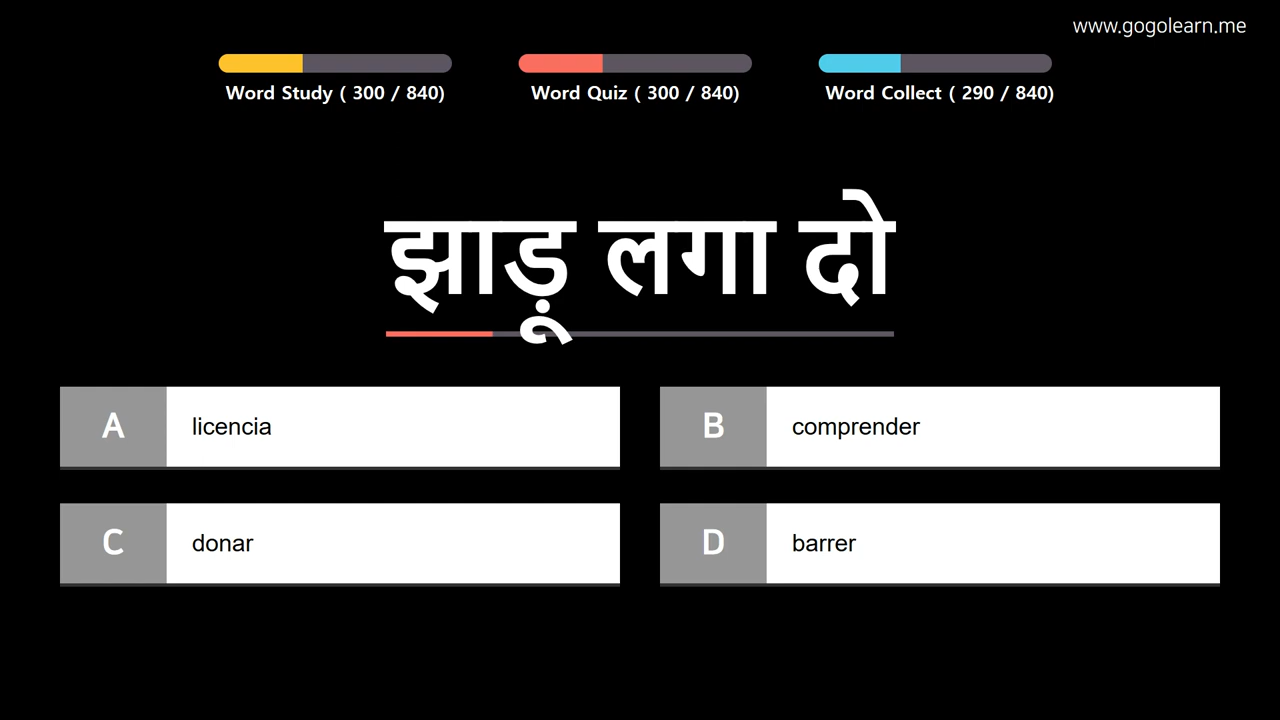 www.gogolearn.me
Word Study ( 300 / 840)
Word Quiz ( 300 / 840)
Word Collect ( 290 / 840)
झाड़ू लगा दो
A licencia
B comprender
C donar
D barrer